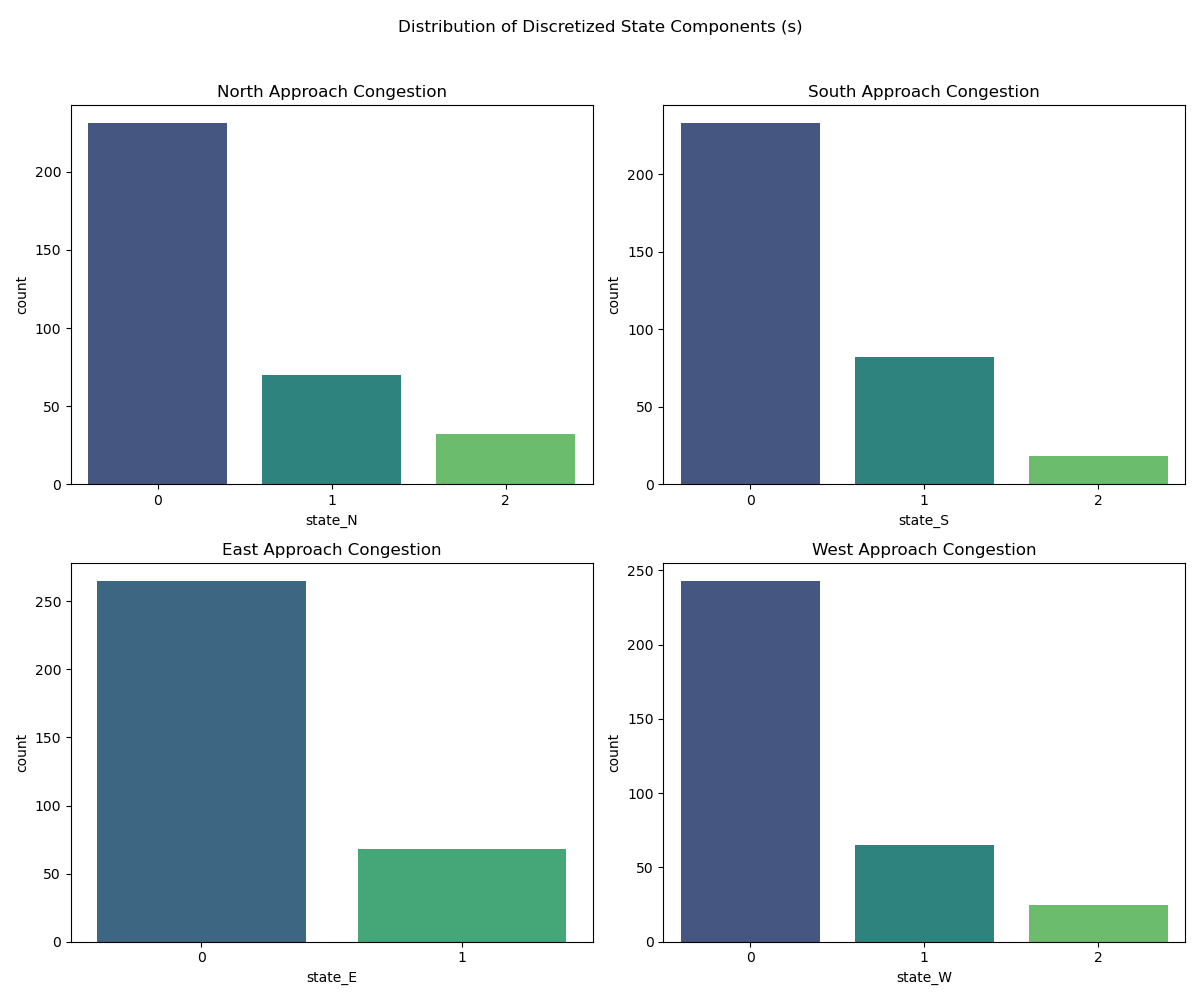 Distribution of Discretized State Components (s)
North Approach Congestion
count
200
150
100
50
0
0 1 2
state_N
South Approach Congestion
count
200
150
100
50
0
0 1 2
state_S
East Approach Congestion
count
250
200
150
100
50
0
0 1
state_E
West Approach Congestion
count
250
200
150
100
50
0
0 1 2
state_W